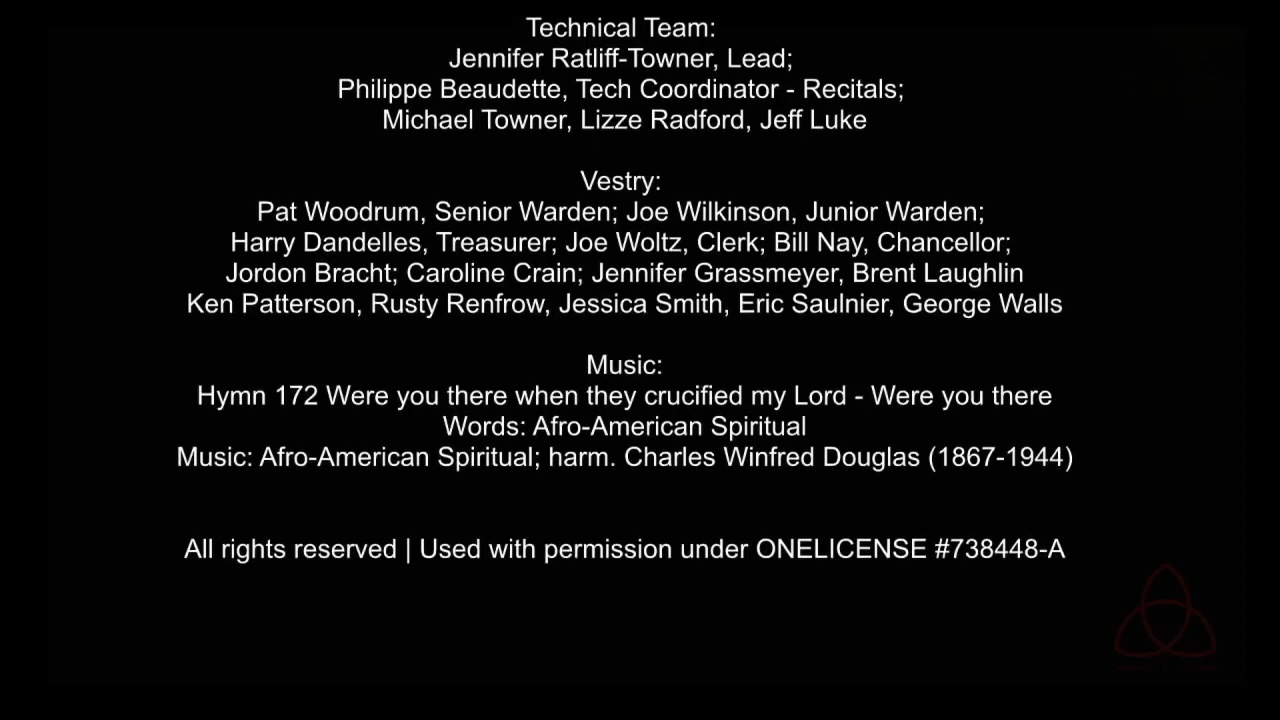 Technical Team:
Jennifer Ratliff-Towner, Lead;
Philippe Beaudette, Tech Coordinator - Recitals;
Michael Towner, Lizze Radford, Jeff Luke
Vestry:
Pat Woodrum, Senior Warden; Joe Wilkinson, Junior Warden;
Harry Dandelles, Treasurer; Joe Woltz, Clerk; Bill Nay, Chancellor;
Jordon Bracht; Caroline Crain; Jennifer Grassmeyer, Brent Laughlin
Ken Patterson, Rusty Renfrow, Jessica Smith, Eric Saulnier, George Walls
Music:
Hymn 172 Were you there when they crucified my Lord - Were you there
Words: Afro-American Spiritual
Music: Afro-American Spiritual; harm. Charles Winfred Douglas (1867-1944)
All rights reserved | Used with permission under ONELICENSE #738448-A